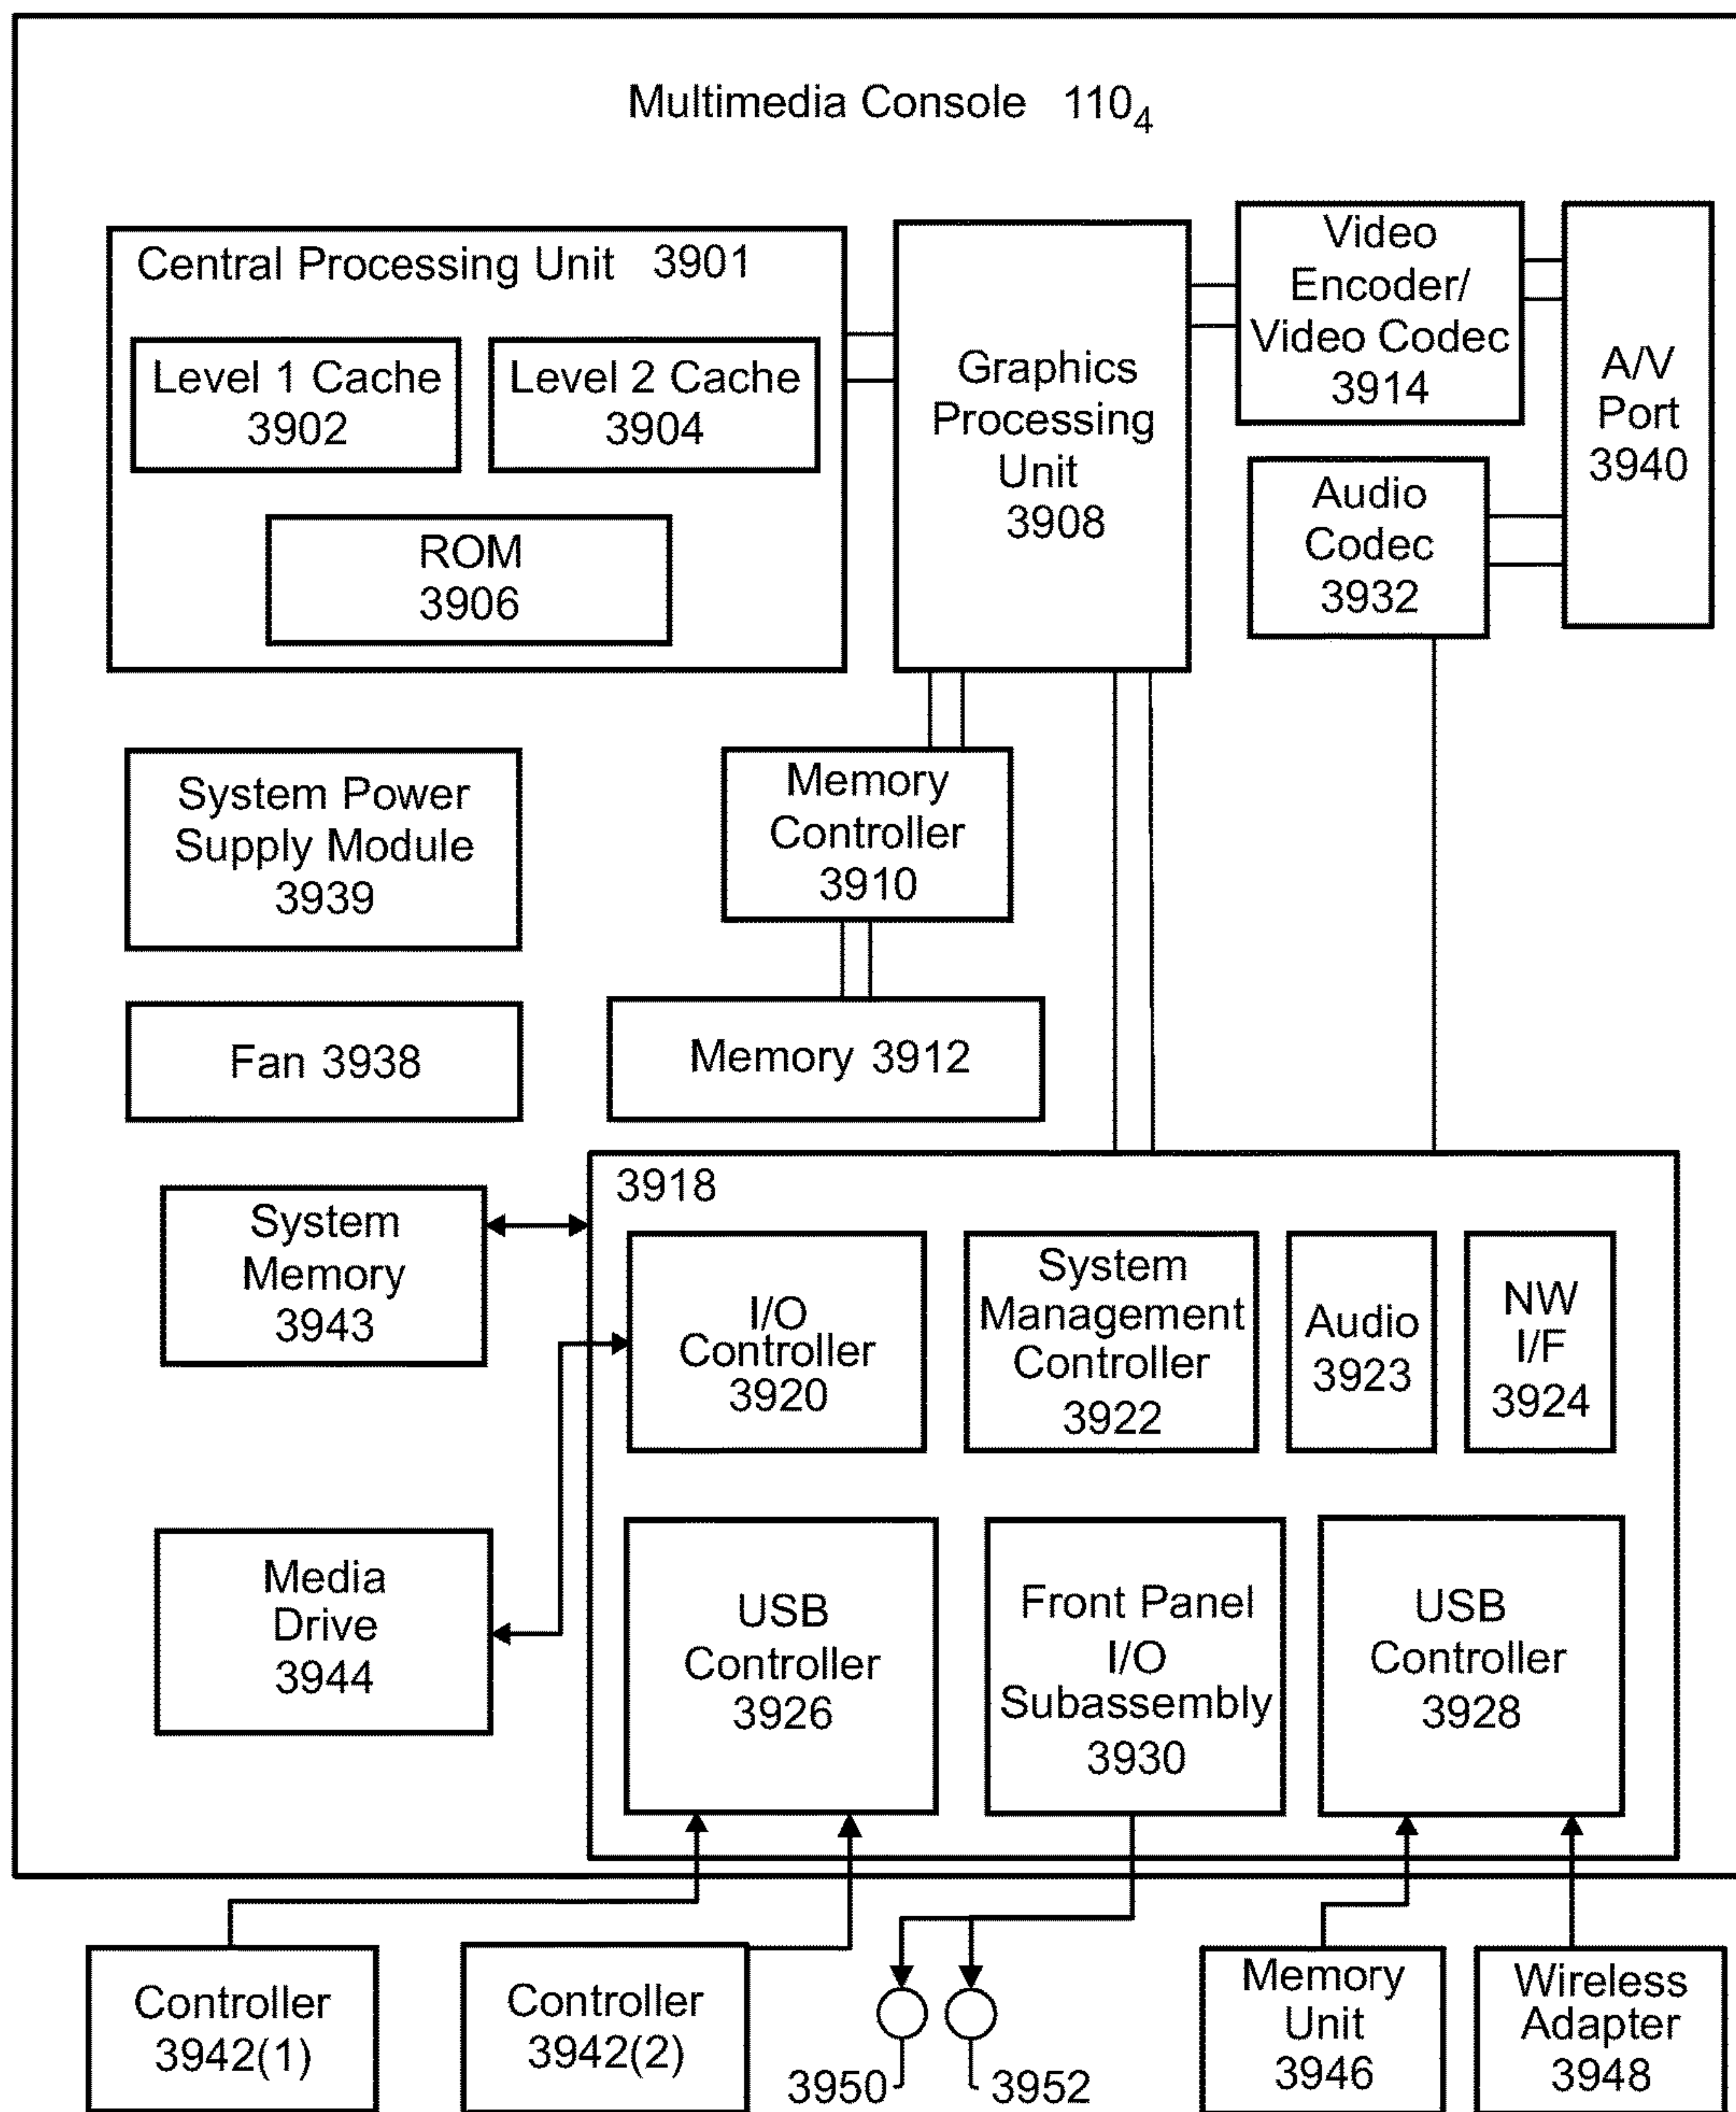 Multimedia Console 110₄
Central Processing Unit 3901
Level 1 Cache
3902
Level 2 Cache
3904
ROM
3906
Graphics
Processing
Unit
3908
Video
Encoder/
Video Codec
3914
A/V
Port
3940
Audio
Codec
3932
System Power
Supply Module
3939
Memory
Controller
3910
Fan 3938
Memory 3912
System
Memory
3943
3918
I/O
Controller
3920
System
Management
Controller
3922
Audio
3923
NW
I/F
3924
Media
Drive
3944
USB
Controller
3926
Front Panel
I/O
Subassembly
3930
USB
Controller
3928
Controller
3942(1)
Controller
3942(2)
3950
3952
Memory
Unit
3946
Wireless
Adapter
3948